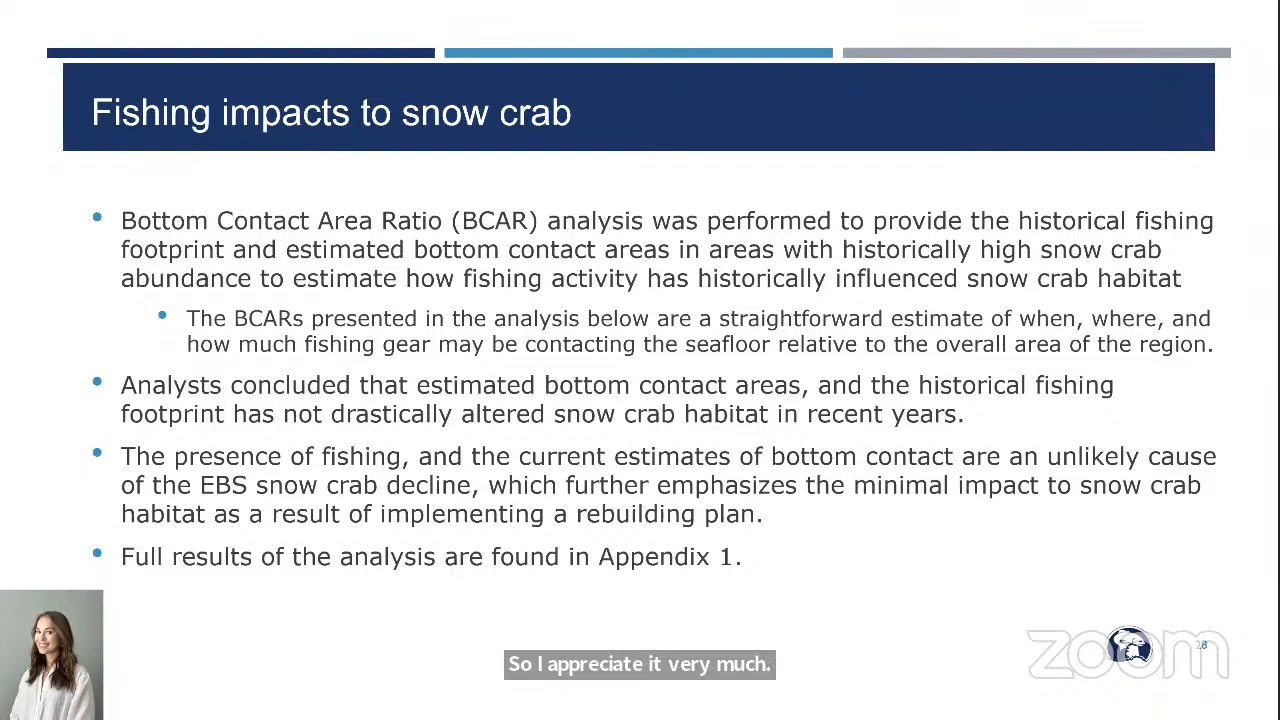 Fishing impacts to snow crab
• Bottom Contact Area Ratio (BCAR) analysis was performed to provide the historical fishing
footprint and estimated bottom contact areas in areas with historically high snow crab
abundance to estimate how fishing activity has historically influenced snow crab habitat
• The BCARs presented in the analysis below are a straightforward estimate of when, where, and
how much fishing gear may be contacting the seafloor relative to the overall area of the region.
• Analysts concluded that estimated bottom contact areas, and the historical fishing
footprint has not drastically altered snow crab habitat in recent years.
• The presence of fishing, and the current estimates of bottom contact are an unlikely cause
of the EBS snow crab decline, which further emphasizes the minimal impact to snow crab
habitat as a result of implementing a rebuilding plan.
• Full results of the analysis are found in Appendix 1.
zoom
28
So I appreciate it very much.